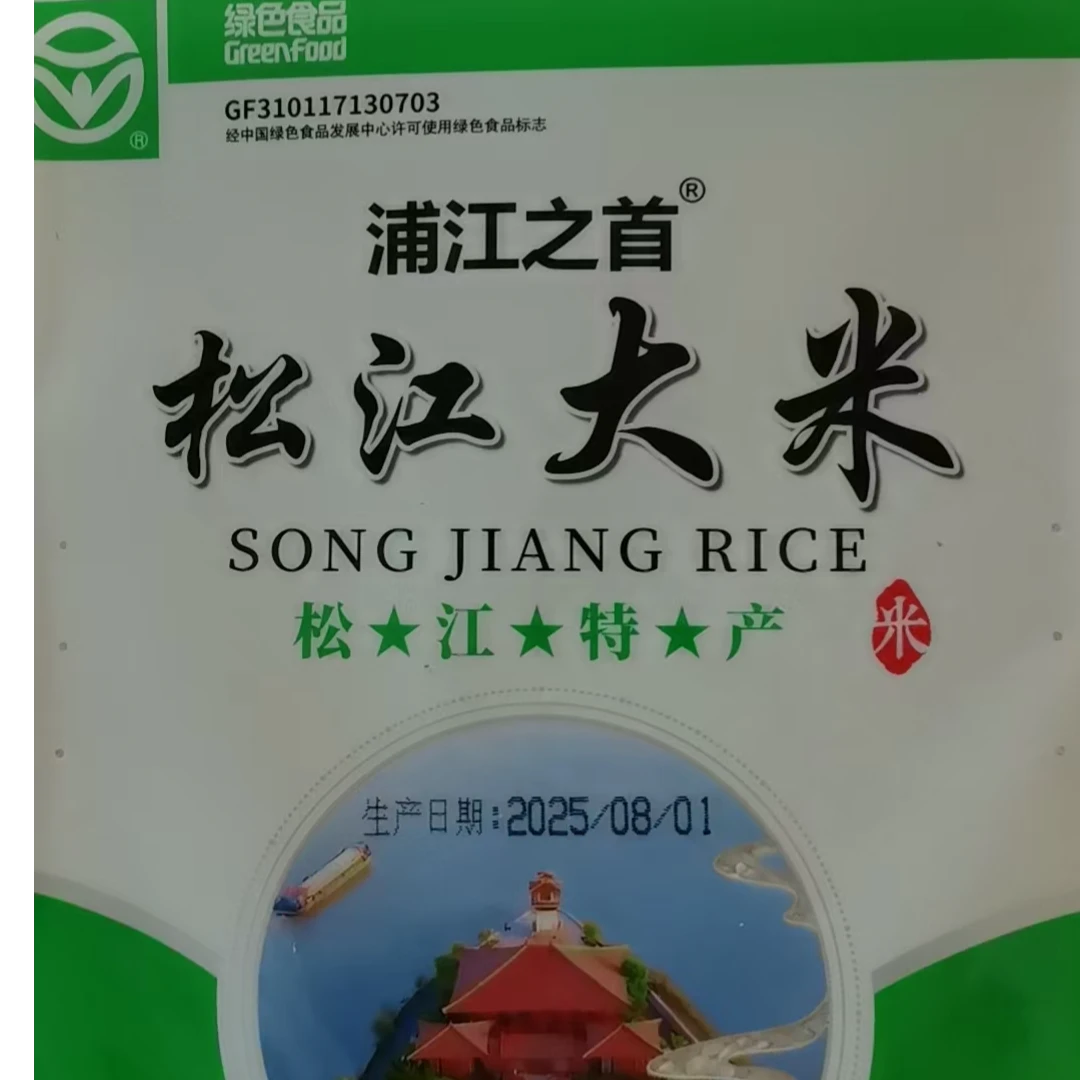 绿色食品
GreenFood
®
GF310117130703
经中国绿色食品发展中心许可使用绿色食品标志
浦江之首®
松江大米
SONG JIANG RICE
松★江★特★产
米
生产日期:2025/08/01